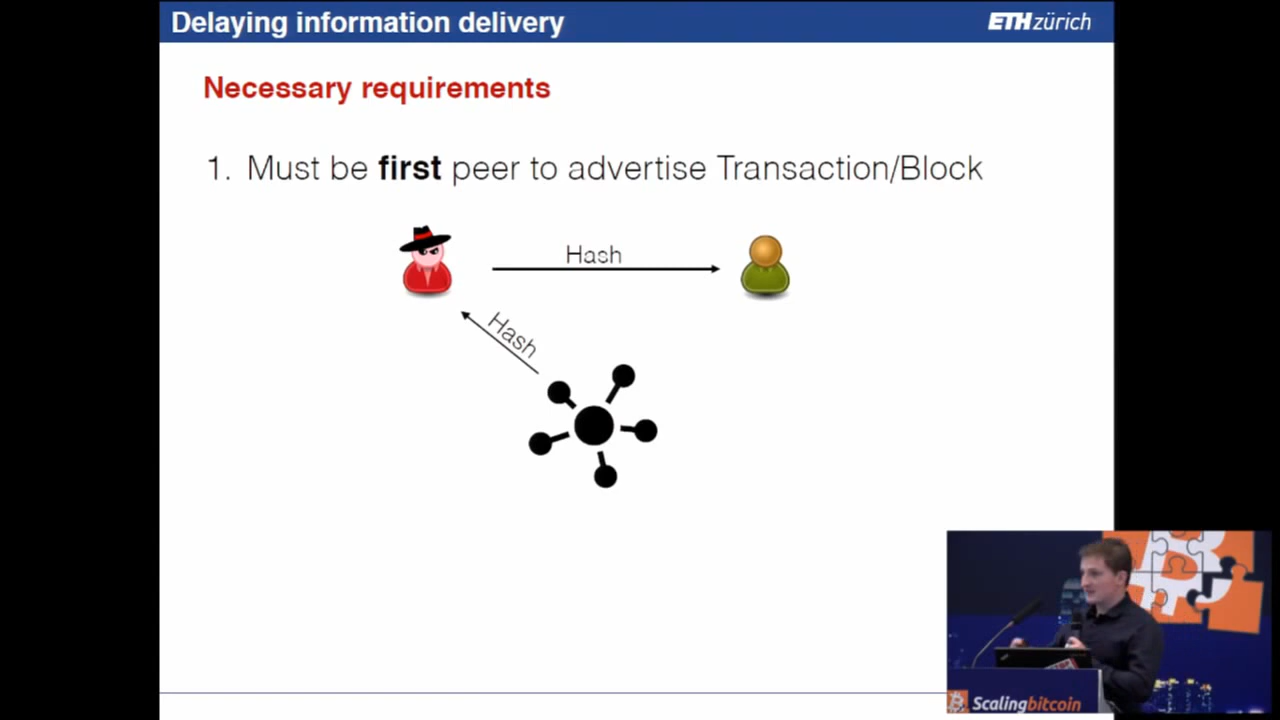 Delaying information delivery
ETH zürich
Necessary requirements
1. Must be first peer to advertise Transaction/Block
Hash
Hash
Scalingbitcoin